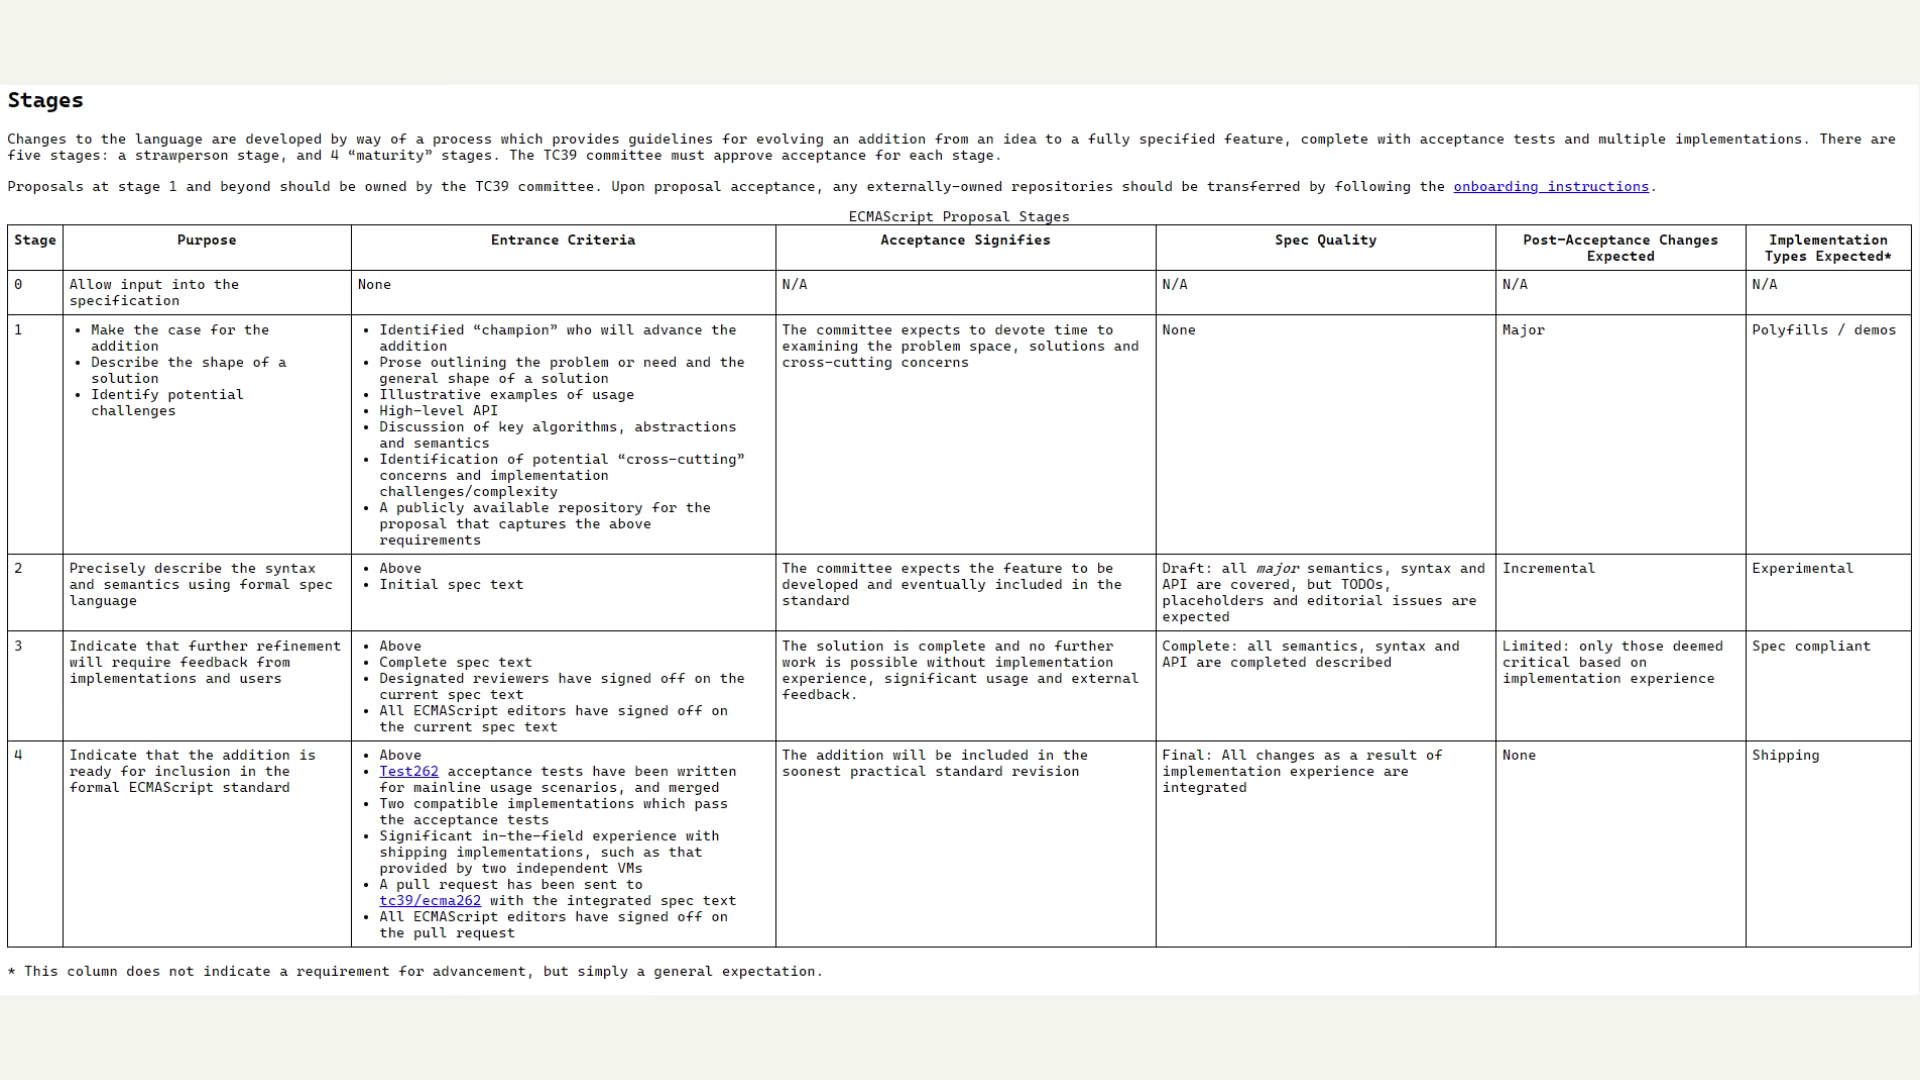 Stages
Changes to the language are developed by way of a process which provides guidelines for evolving an addition from an idea to a fully specified feature, complete with acceptance tests and multiple implementations. There are
five stages: a strawperson stage, and 4 “maturity” stages. The TC39 committee must approve acceptance for each stage.
Proposals at stage 1 and beyond should be owned by the TC39 committee. Upon proposal acceptance, any externally-owned repositories should be transferred by following the onboarding instructions.
ECMAScript Proposal Stages
Stage
Purpose
Entrance Criteria
Acceptance Signifies
Spec Quality
Post-Acceptance Changes
Expected
Implementation
Types Expected*
0
Allow input into the
specification
None
N/A
N/A
N/A
N/A
1
• Make the case for the
addition
• Describe the shape of a
solution
• Identify potential
challenges
• Identified “champion” who will advance the
addition
• Prose outlining the problem or need and the
general shape of a solution
• Illustrative examples of usage
• High-level API
• Discussion of key algorithms, abstractions
and semantics
• Identification of potential “cross-cutting”
concerns and implementation
challenges/complexity
• A publicly available repository for the
proposal that captures the above
requirements
The committee expects to devote time to
examining the problem space, solutions and
cross-cutting concerns
None
Major
Polyfills / demos
2
Precisely describe the syntax
and semantics using formal spec
language
• Above
• Initial spec text
The committee expects the feature to be
developed and eventually included in the
standard
Draft: all major semantics, syntax and
API are covered, but TODOs,
placeholders and editorial issues are
expected
Incremental
Experimental
3
Indicate that further refinement
will require feedback from
implementations and users
• Above
• Complete spec text
• Designated reviewers have signed off on the
current spec text
• All ECMAScript editors have signed off on
the current spec text
The solution is complete and no further
work is possible without implementation
experience, significant usage and external
feedback.
Complete: all semantics, syntax and
API are completed described
Limited: only those deemed
critical based on
implementation experience
Spec compliant
4
Indicate that the addition is
ready for inclusion in the
formal ECMAScript standard
• Above
• Test262 acceptance tests have been written
for mainline usage scenarios, and merged
• Two compatible implementations which pass
the acceptance tests
• Significant in-the-field experience with
shipping implementations, such as that
provided by two independent VMs
• A pull request has been sent to
tc39/ecma262 with the integrated spec text
• All ECMAScript editors have signed off on
the pull request
The addition will be included in the
soonest practical standard revision
Final: All changes as a result of
implementation experience are
integrated
None
Shipping
* This column does not indicate a requirement for advancement, but simply a general expectation.